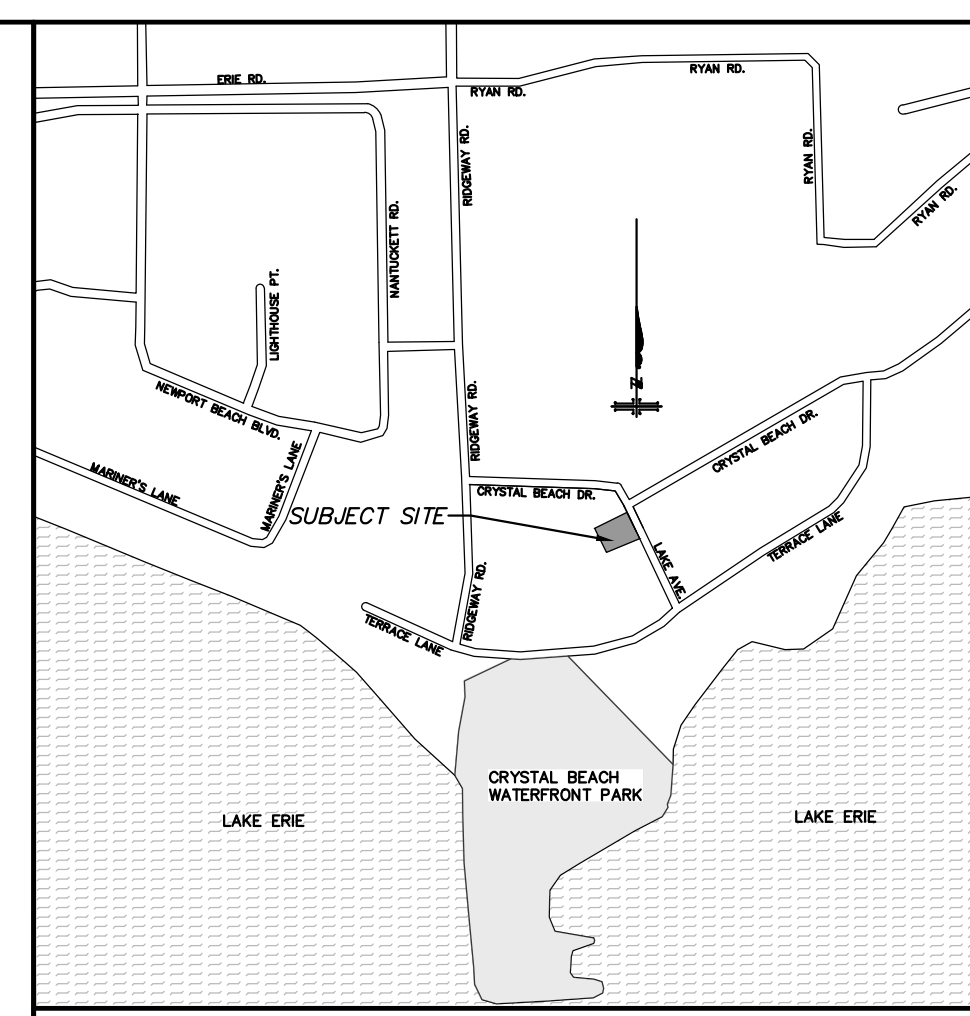 ERIE RD.
RYAN RD.
RYAN RD.
RIDGEWAY RD.
RYAN RD.
RYAN RD.
NANTUCKETT RD.
LIGHTHOUSE PT.
NEWPORT BEACH BLVD.
RIDGEWAY RD.
CRYSTAL BEACH DR.
MARINER'S LANE
MARINER'S LANE
CRYSTAL BEACH DR.
SUBJECT SITE
TERRACE LANE
LAKE AVE.
RIDGEWAY RD.
TERRACE LANE
CRYSTAL BEACH
WATERFRONT PARK
LAKE ERIE
LAKE ERIE